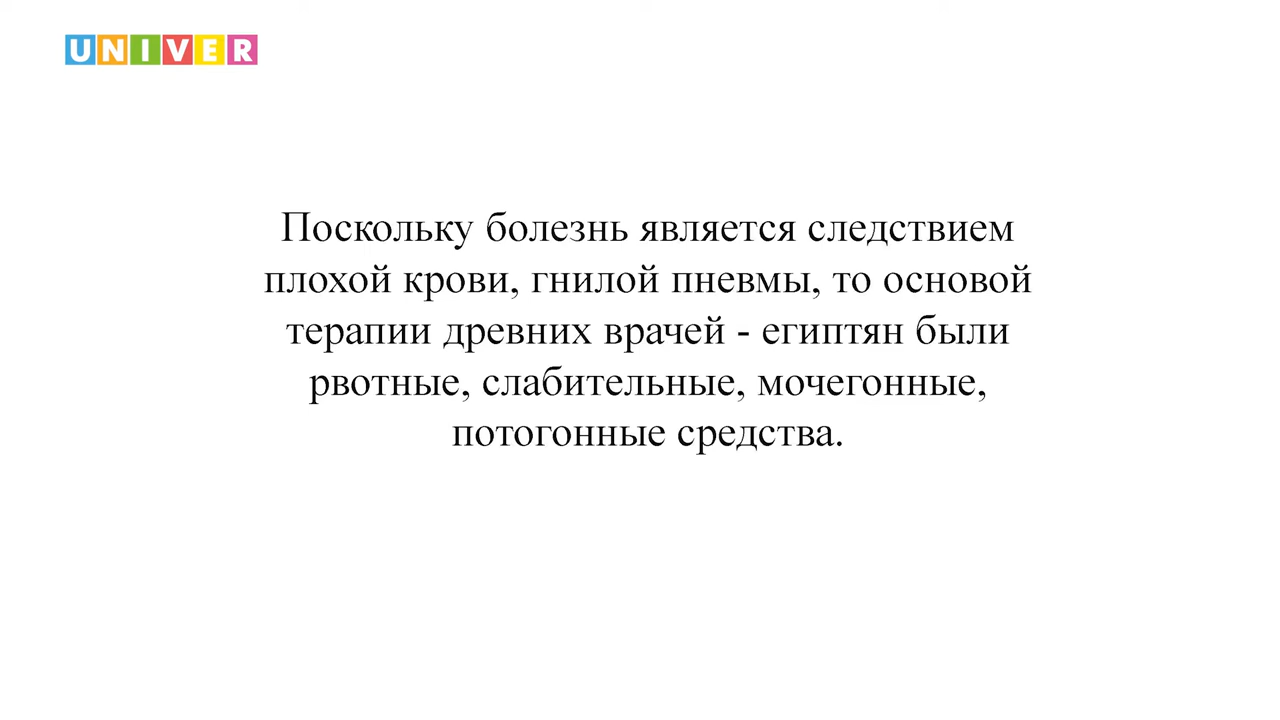 UNIVER
Поскольку болезнь является следствием
плохой крови, гнилой пневмы, то основой
терапии древних врачей - египтян были
рвотные, слабительные, мочегонные,
потогонные средства.